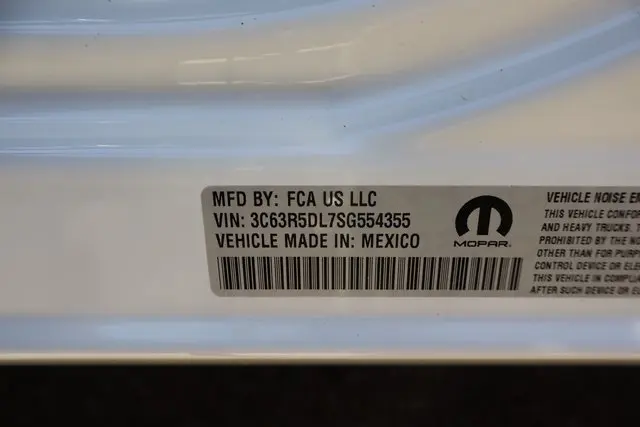 MFD BY: FCA US LLC
VIN: 3C63R5DL7SG554355
VEHICLE MADE IN: MEXICO
MOPAR
VEHICLE NOISE
THIS VEHICLE
AND HEAVY TRUCKS.
PROHIBITED BY THE
OTHER THAN FOR
CONTROL DEVICE OR
THIS VEHICLE IN
AFTER SUCH DEVICE OR